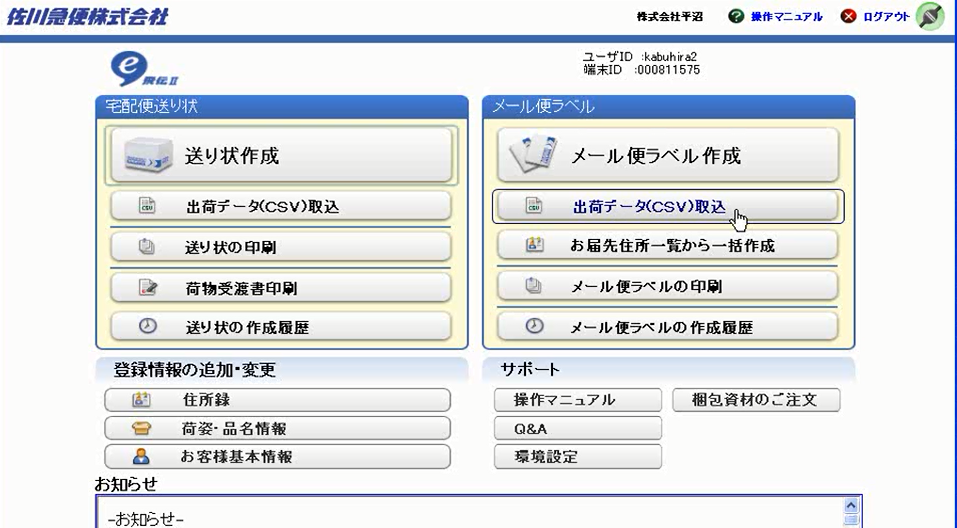 佐川急便株式会社
株式会社平沼 操作マニュアル ログアウト
e飛伝Ⅱ
ユーザID :kabuhira2
端末ID :000811575
宅配便送り状
送り状作成
CSV 出荷データ(CSV)取込
送り状の印刷
荷物受渡書印刷
送り状の作成履歴
メール便ラベル
メール便ラベル作成
CSV 出荷データ(CSV)取込
お届先住所一覧から一括作成
メール便ラベルの印刷
メール便ラベルの作成履歴
登録情報の追加・変更
住所録
荷姿・品名情報
お客様基本情報
サポート
操作マニュアル 梱包資材のご注文
Q&A
環境設定
お知らせ
-お知らせ-